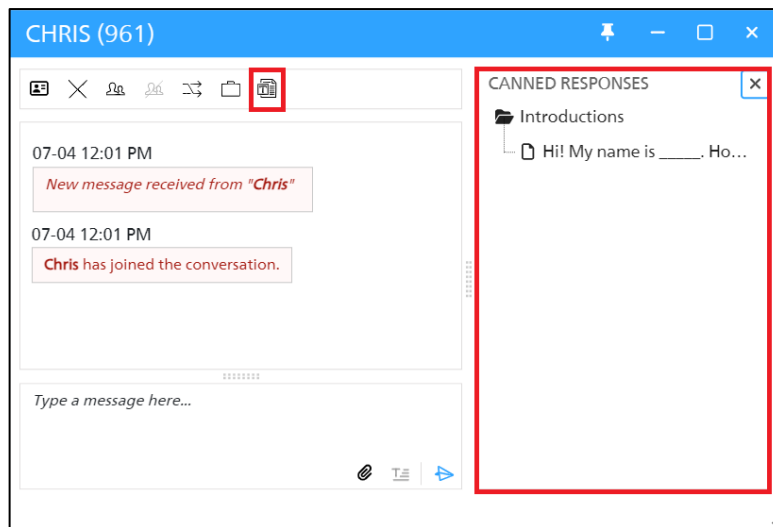 CHRIS (961)
CANNED RESPONSES
Introductions
Hi! My name is _____. Ho...
07-04 12:01 PM
New message received from "Chris"
07-04 12:01 PM
Chris has joined the conversation.
Type a message here...